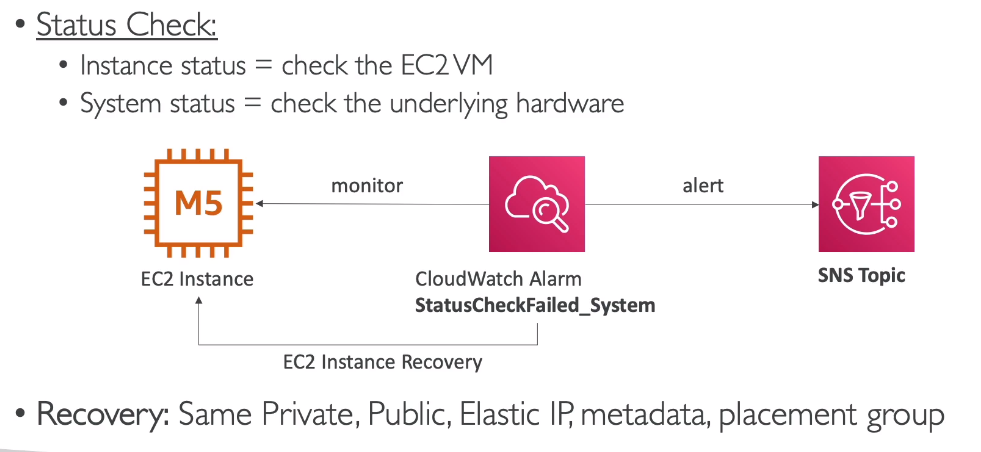 • Status Check:
• Instance status = check the EC2 VM
• System status = check the underlying hardware
M5
monitor
alert
EC2 Instance
CloudWatch Alarm
StatusCheckFailed_System
SNS Topic
EC2 Instance Recovery
• Recovery: Same Private, Public, Elastic IP, metadata, placement group